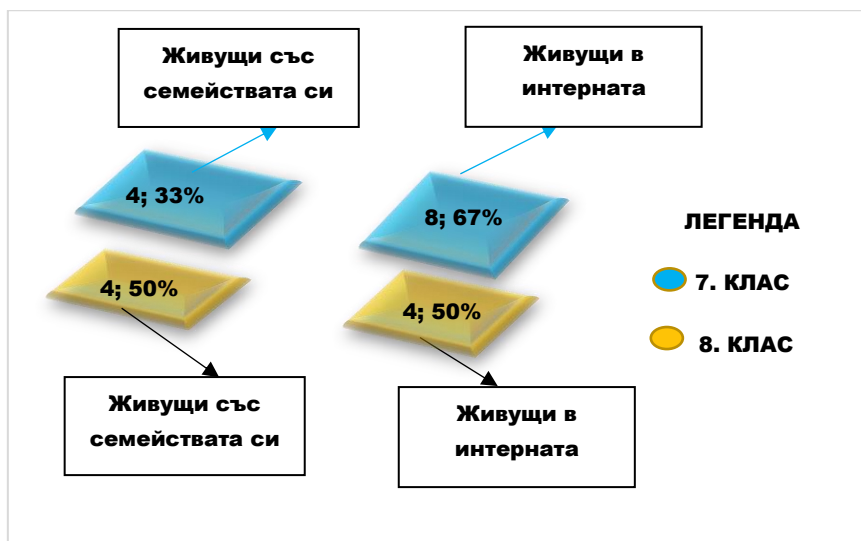 Живущи със
семействата си
Живущи в
интерната
4; 33%
8; 67%
4; 50%
4; 50%
Живущи със
семействата си
Живущи в
интерната
ЛЕГЕНДА
7. КЛАС
8. КЛАС